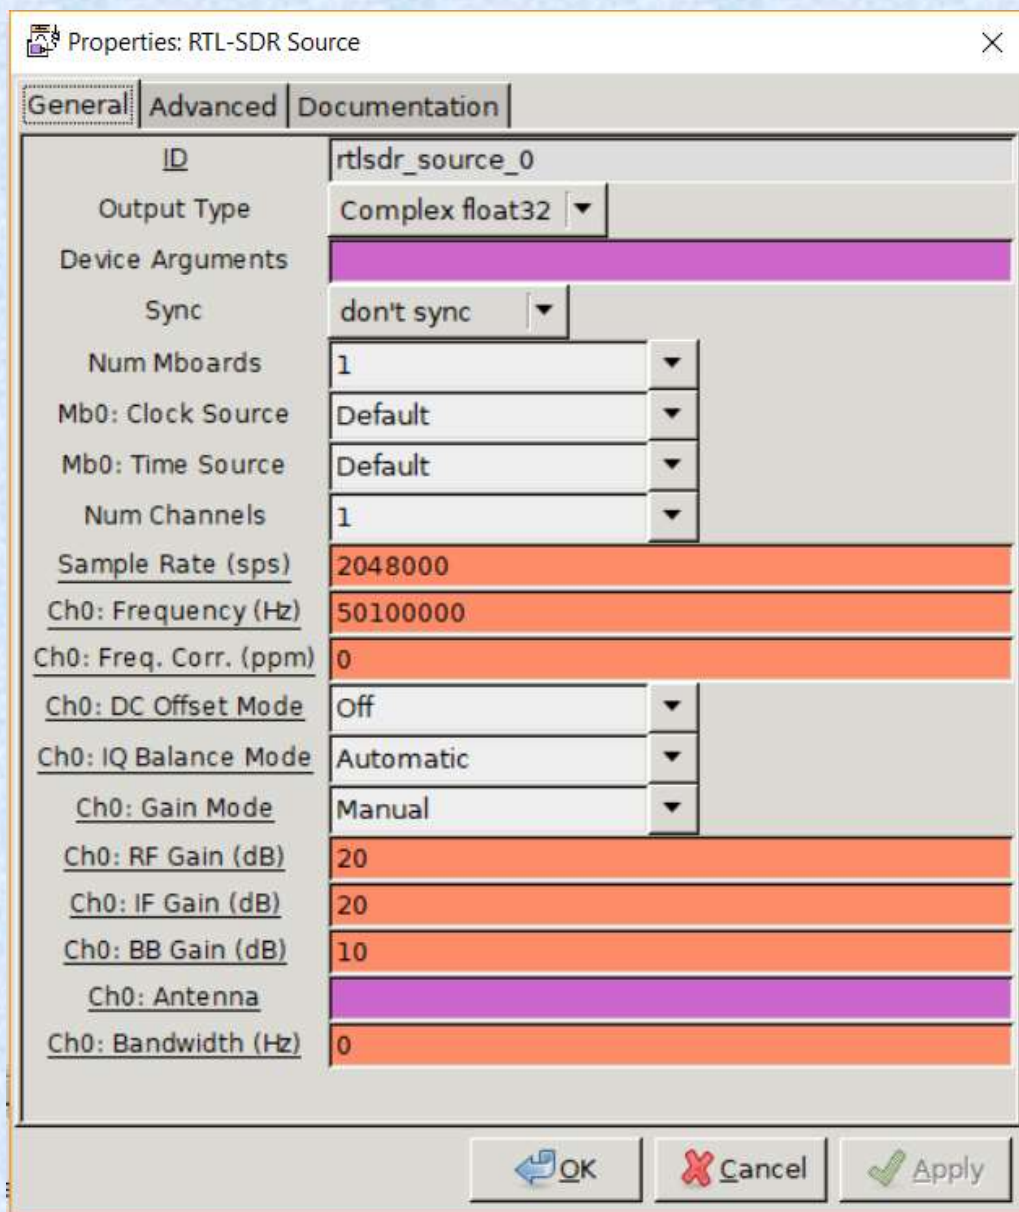 Properties: RTL-SDR Source
General Advanced Documentation
ID rtlsdr_source_0
Output Type Complex float32
Device Arguments
Sync don't sync
Num Mboards 1
Mb0: Clock Source Default
Mb0: Time Source Default
Num Channels 1
Sample Rate (sps) 2048000
Ch0: Frequency (Hz) 50100000
Ch0: Freq. Corr. (ppm) 0
Ch0: DC Offset Mode Off
Ch0: IQ Balance Mode Automatic
Ch0: Gain Mode Manual
Ch0: RF Gain (dB) 20
Ch0: IF Gain (dB) 20
Ch0: BB Gain (dB) 10
Ch0: Antenna
Ch0: Bandwidth (Hz) 0
OK Cancel Apply